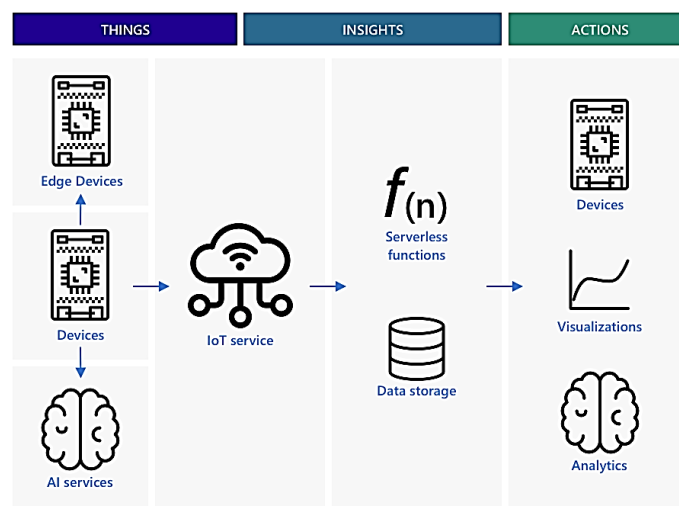 THINGS
INSIGHTS
ACTIONS
Edge Devices
Devices
AI services
IoT service
f(n)
Serverless
functions
Data storage
Devices
Visualizations
Analytics